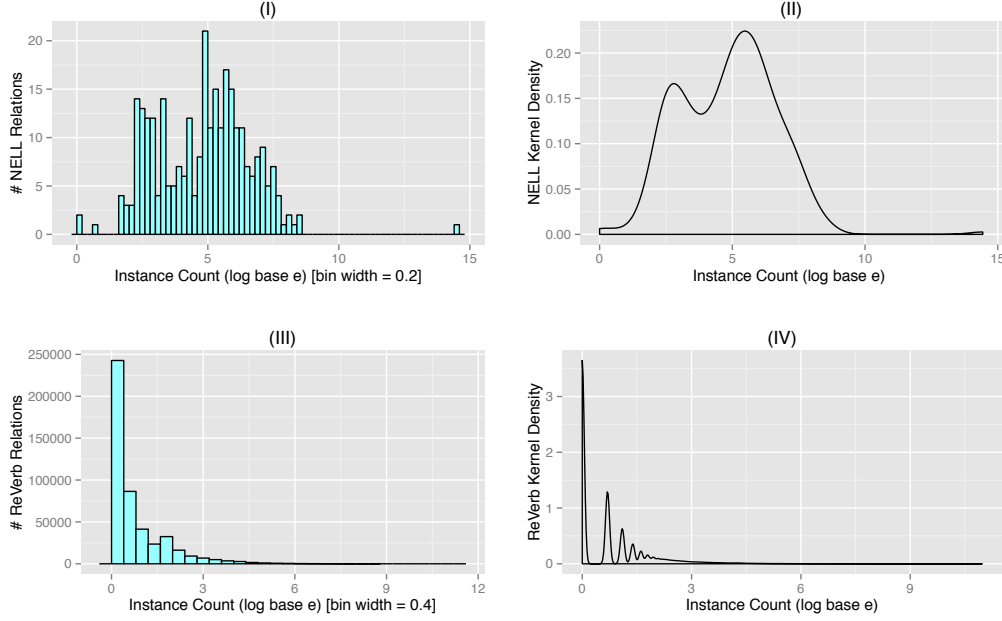 (I)
20
15
10
5
0
# NELL Relations
0 5 10 15
Instance Count (log base e) [bin width = 0.2]
(II)
0.20
0.15
0.10
0.05
0.00
NELL Kernel Density
0 5 10 15
Instance Count (log base e)
(III)
250000
200000
150000
100000
50000
0
# ReVerb Relations
0 3 6 9 12
Instance Count (log base e) [bin width = 0.4]
(IV)
3
2
1
0
ReVerb Kernel Density
0 3 6 9
Instance Count (log base e)